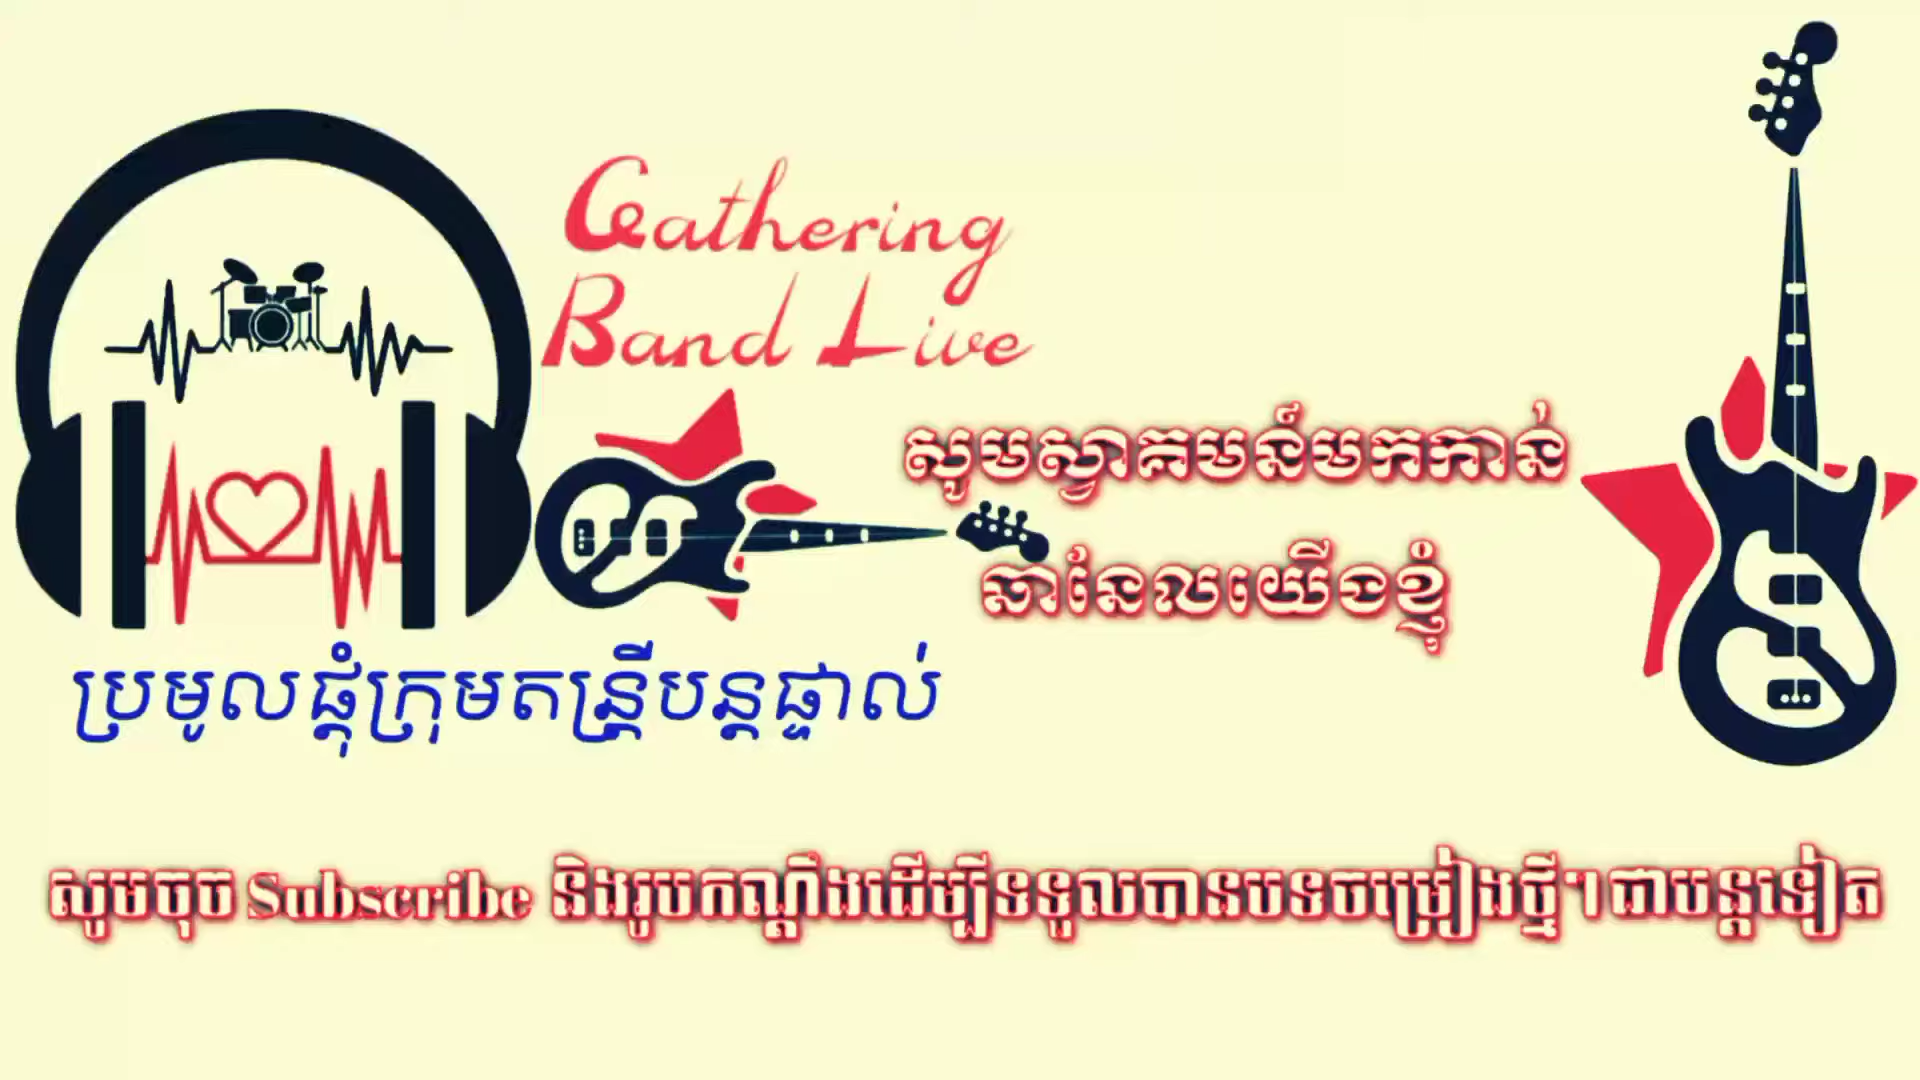 Gathering
Band Live
សូមស្វាគមន៍មកកាន់
ឆានែលយើងខ្ញុំ
ប្រមូលផ្តុំក្រុមតន្ត្រីបន្តផ្ទាល់
សូមចុច Subscribe និងរូបកណ្ដឹងដើម្បីទទួលបានបទចម្រៀងថ្មីៗជាបន្តទៀត